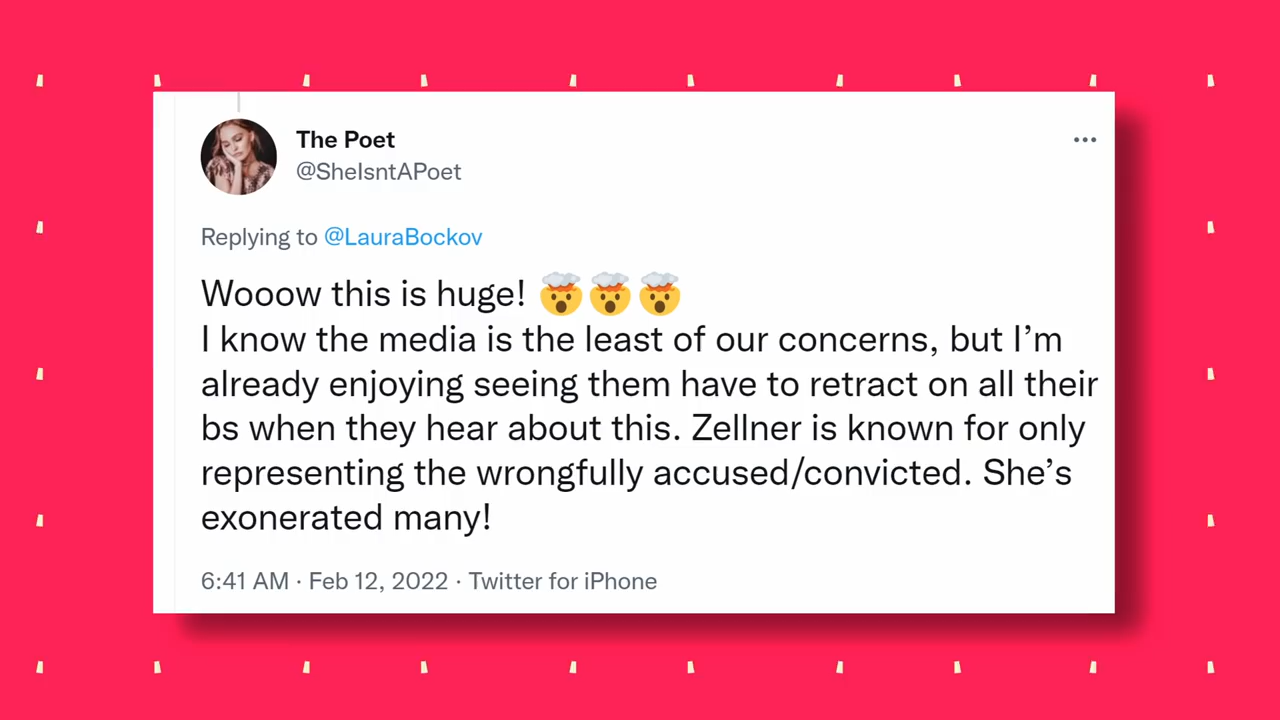 The Poet
@SheIsntAPoet
Replying to @LauraBockov
Wooow this is huge! 🤯🤯🤯
I know the media is the least of our concerns, but I’m
already enjoying seeing them have to retract on all their
bs when they hear about this. Zellner is known for only
representing the wrongfully accused/convicted. She’s
exonerated many!
6:41 AM · Feb 12, 2022 · Twitter for iPhone